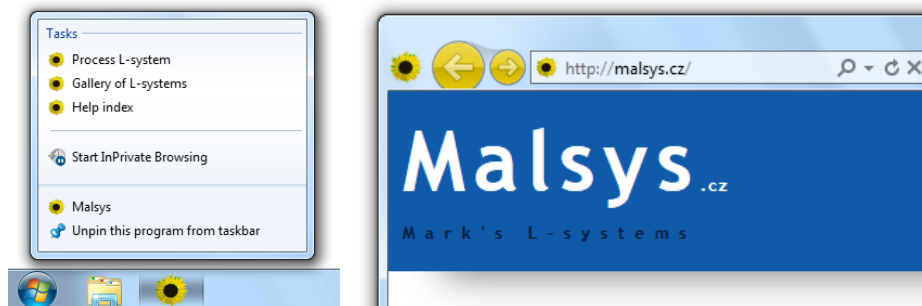 Tasks
Process L-system
Gallery of L-systems
Help index
Start InPrivate Browsing
Malsys
Unpin this program from taskbar
http://malsys.cz/
Malsys.cz
Mark's L-systems